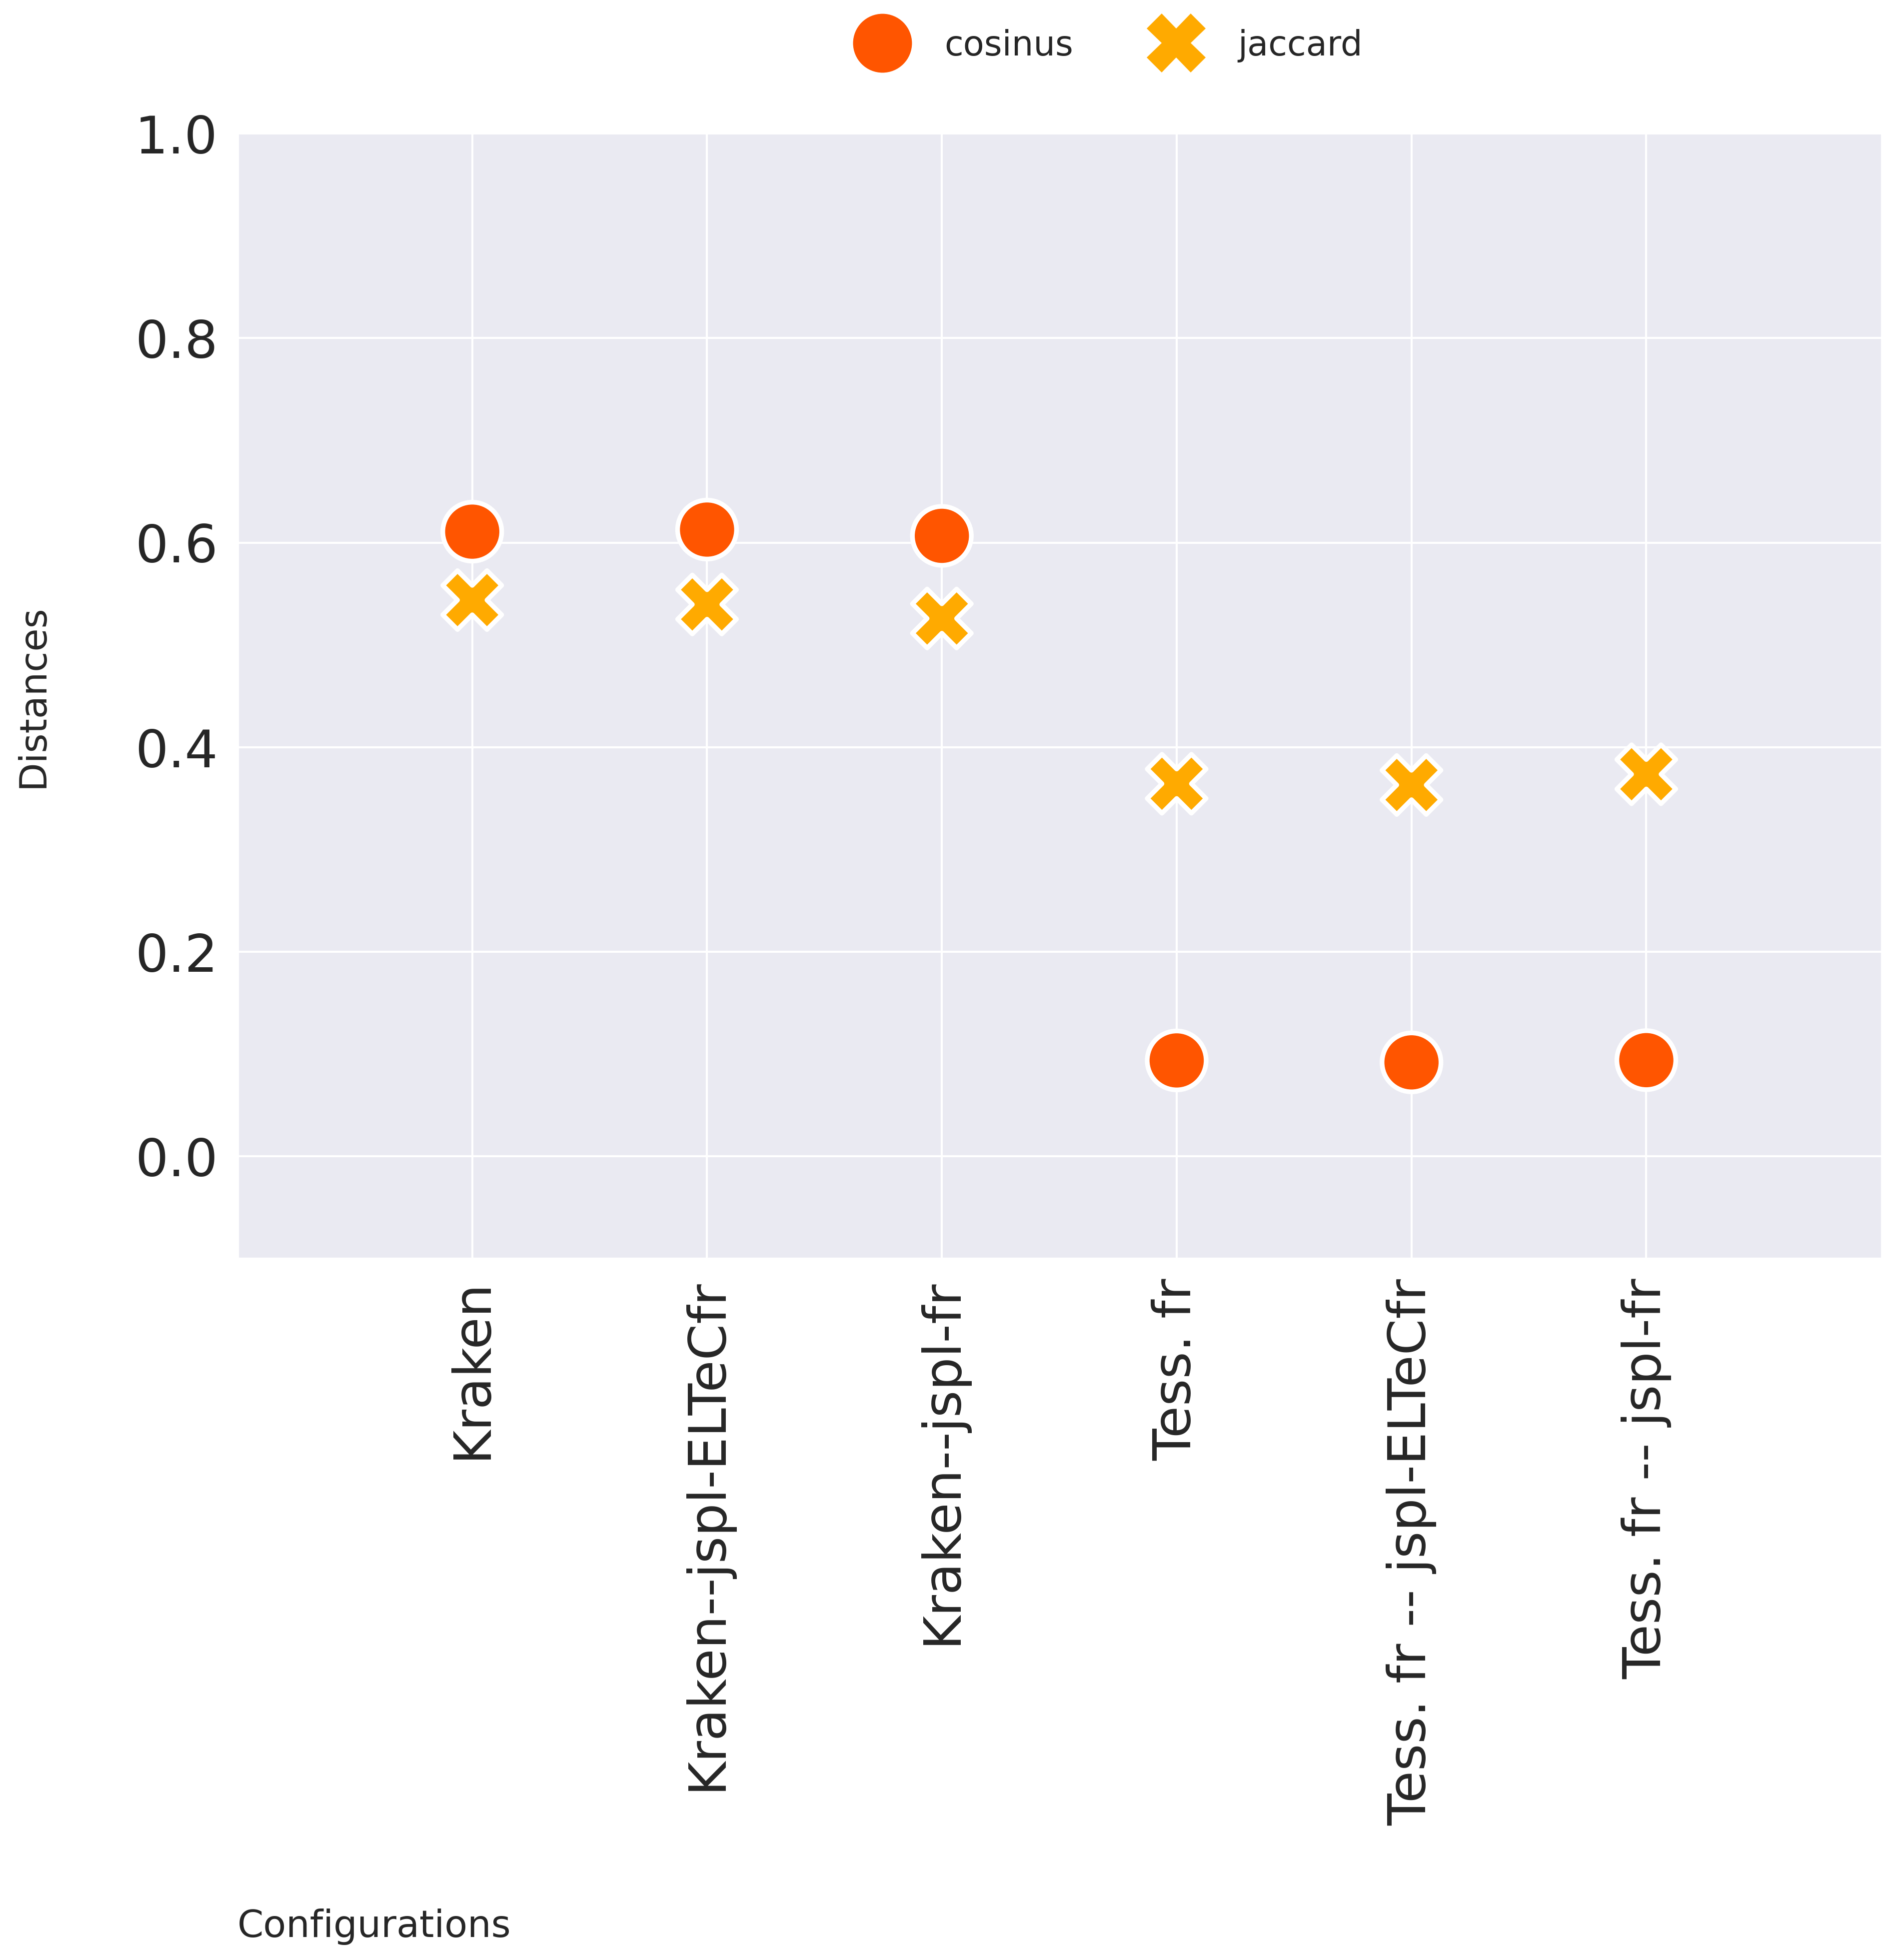 cosinus jaccard
1.0
0.8
0.6
0.4
0.2
0.0
Distances
Kraken
Kraken--jspl-ELTeCfr
Kraken--jspl-fr
Tess. fr
Tess. fr -- jspl-ELTeCfr
Tess. fr -- jspl-fr
Configurations